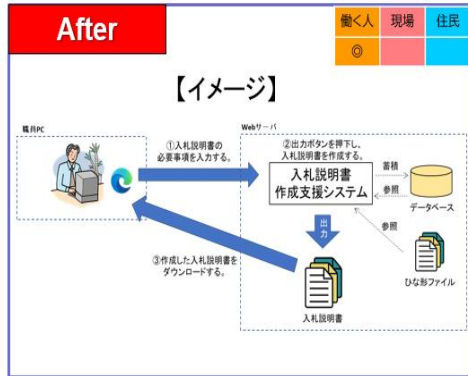 After
働く人 現場 住民
◎
【イメージ】
職員PC
Webサーバ
①入札説明書の
必要事項を入力する。
②出力ボタンを押下し、
入札説明書を作成する。
入札説明書
作成支援システム
蓄積
参照
データベース
出力
参照
③作成した入札説明書を
ダウンロードする。
ひな形ファイル
入札説明書